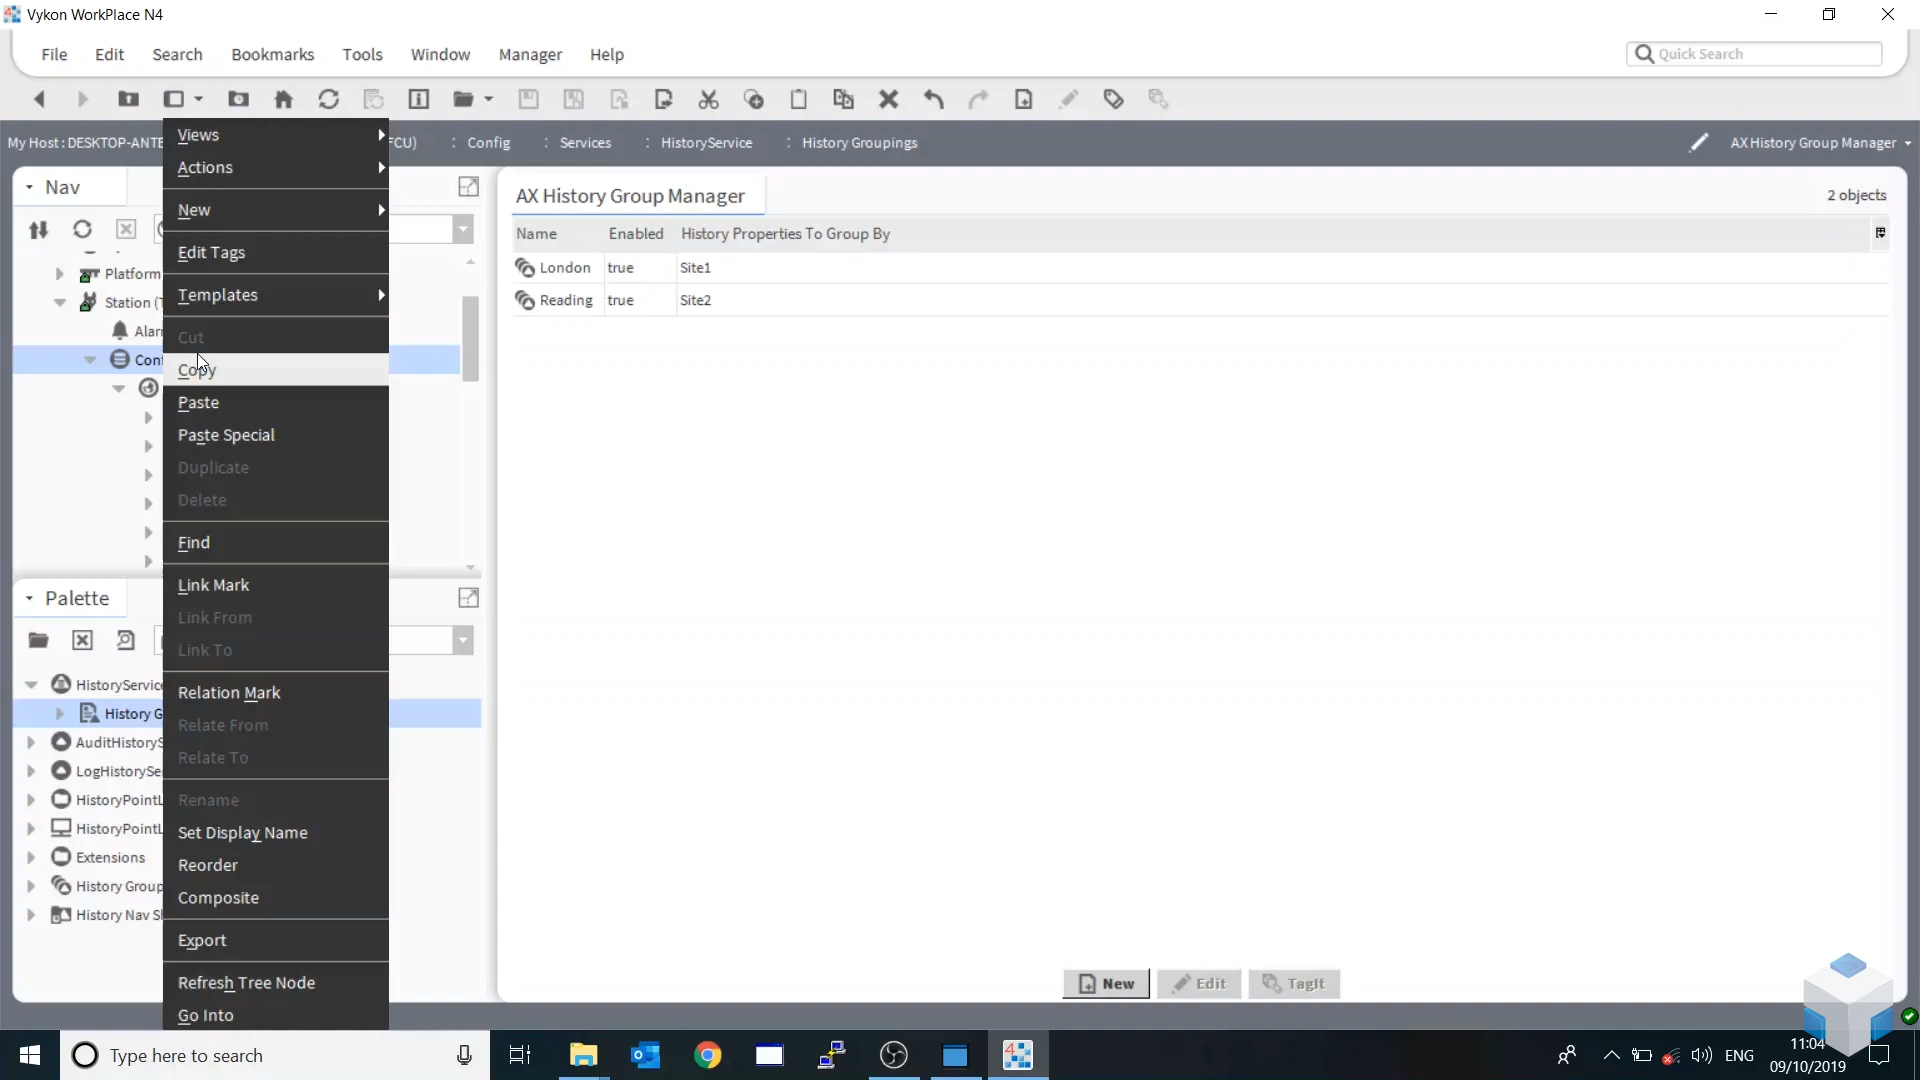 Vykon WorkPlace N4
File Edit Search Bookmarks Tools Window Manager Help
Quick Search
My Host : DESKTOP-ANTE
FCU) : Config : Services : HistoryService : History Groupings
AX History Group Manager
Nav
Platform
Station (
Alar
Conf
Palette
HistoryService
History G
AuditHistoryS
LogHistorySe
HistoryPointL
HistoryPointL
Extensions
History Group
History Nav Sh
Views
Actions
New
Edit Tags
Templates
Cut
Copy
Paste
Paste Special
Duplicate
Delete
Find
Link Mark
Link From
Link To
Relation Mark
Relate From
Relate To
Rename
Set Display Name
Reorder
Composite
Export
Refresh Tree Node
Go Into
AX History Group Manager
2 objects
Name Enabled History Properties To Group By
London true Site1
Reading true Site2
New Edit TagIt
Type here to search
ENG
11:04
09/10/2019